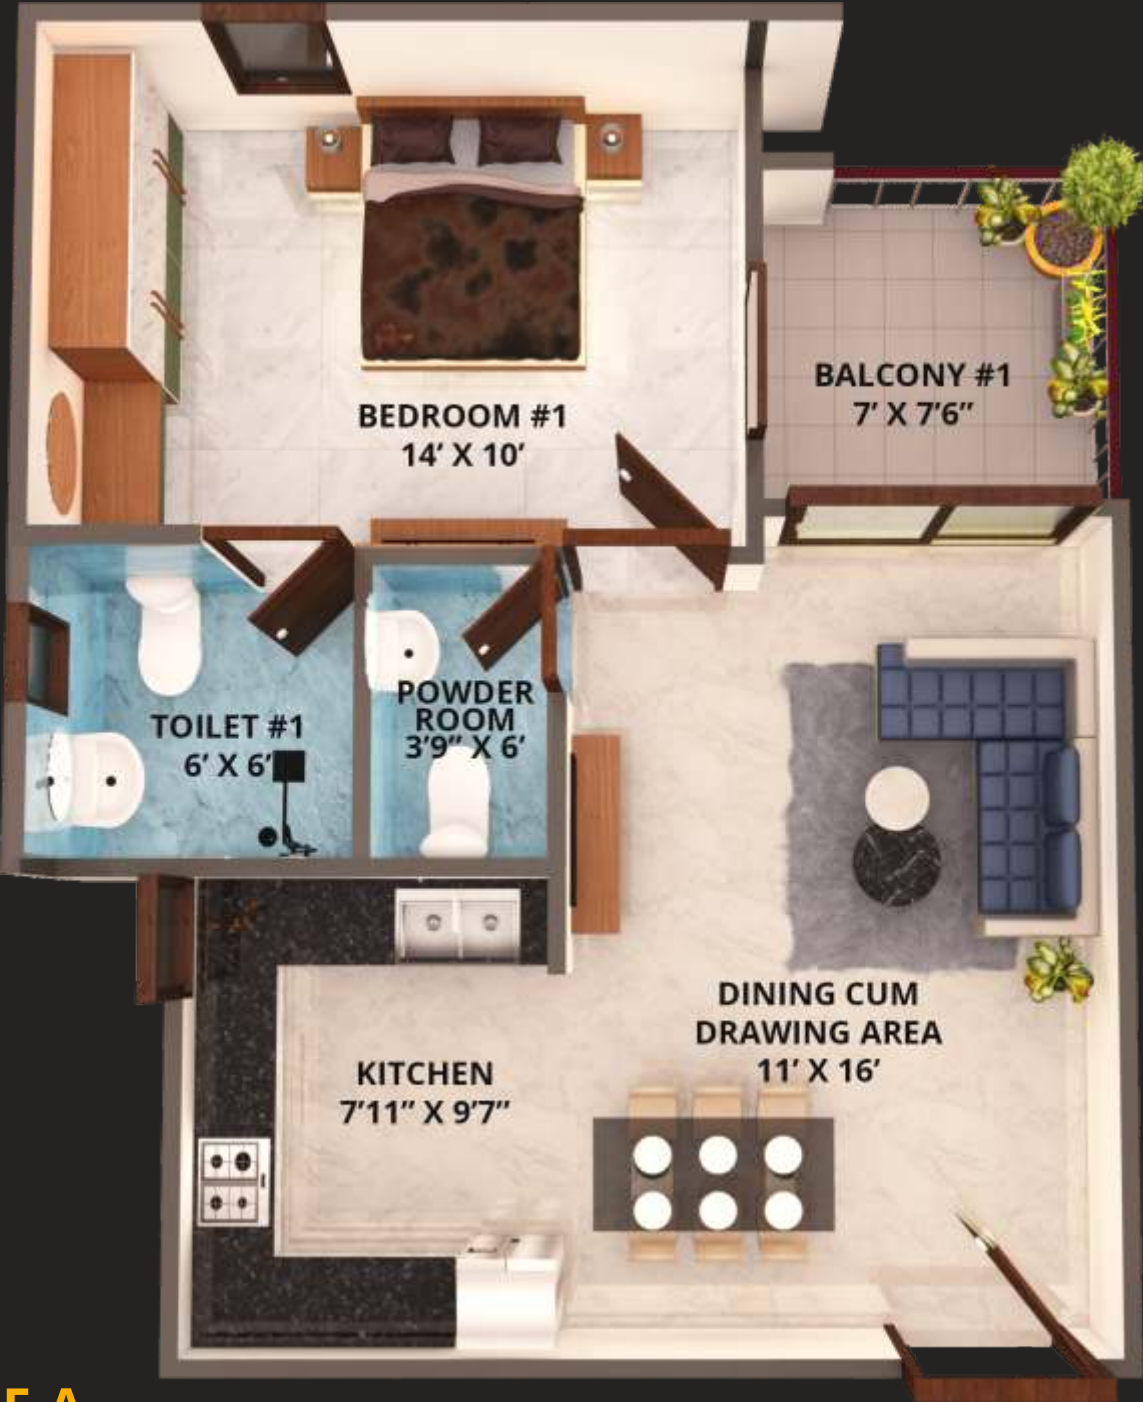 BEDROOM #1
14’ X 10’
BALCONY #1
7’ X 7’6”
TOILET #1
6’ X 6’
POWDER
ROOM
3’9” X 6’
DINING CUM
DRAWING AREA
11’ X 16’
KITCHEN
7’11” X 9’7”